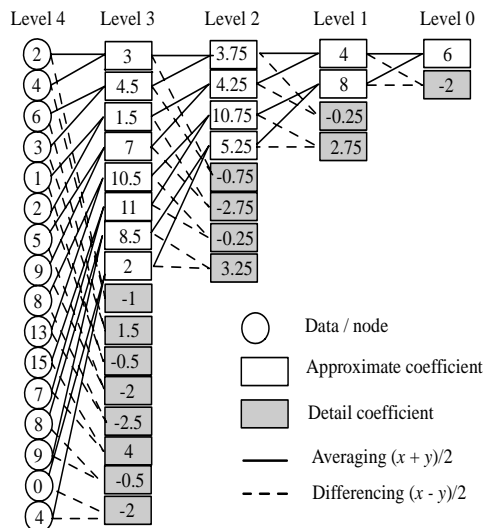 Level 4 Level 3 Level 2 Level 1 Level 0
2 3 3.75 4 6
4 4.5 4.25 8 -2
6 1.5 10.75 -0.25
3 7 5.25 2.75
1 10.5 -0.75
2 11 -2.75
5 8.5 -0.25
9 2 3.25
8 -1
13 1.5
15 -0.5
7 -2
8 -2.5
9 4
0 -0.5
4 -2
Data / node
Approximate coefficient
Detail coefficient
Averaging (x + y)/2
Differencing (x - y)/2